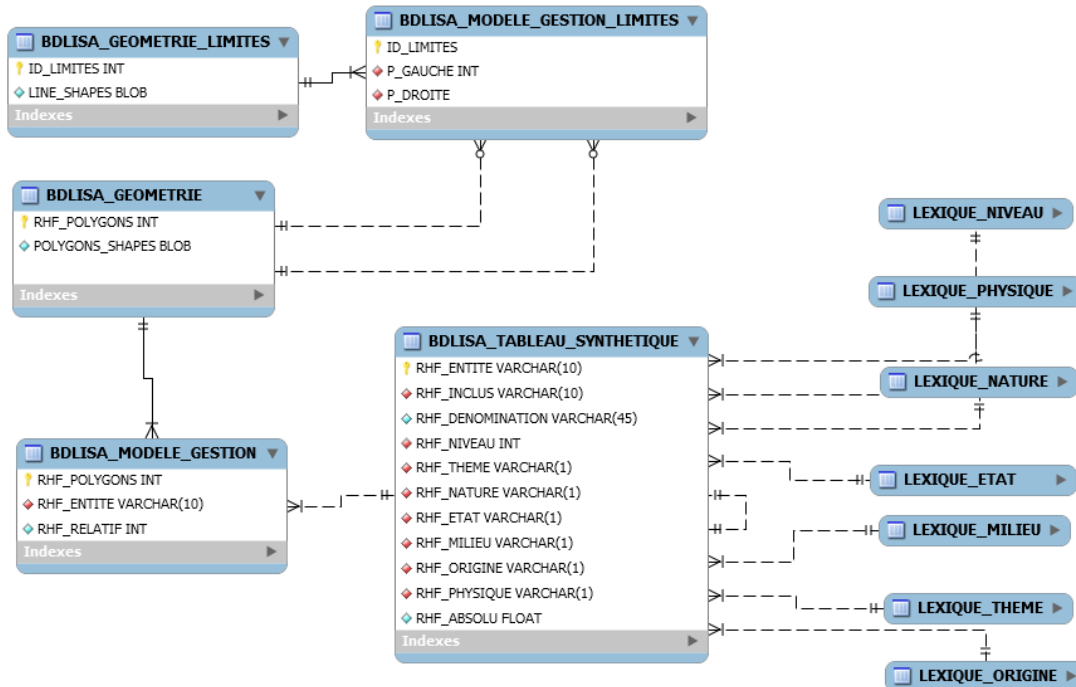 BDLISA_GEOMETRIE_LIMITES
ID_LIMITES INT
LINE_SHAPES BLOB
Indexes
BDLISA_MODELE_GESTION_LIMITES
ID_LIMITES
P_GAUCHE INT
P_DROITE
Indexes
BDLISA_GEOMETRIE
RHF_POLYGONS INT
POLYGONS_SHAPES BLOB
Indexes
BDLISA_MODELE_GESTION
RHF_POLYGONS INT
RHF_ENTITE VARCHAR(10)
RHF_RELATIF INT
Indexes
BDLISA_TABLEAU_SYNTHETIQUE
RHF_ENTITE VARCHAR(10)
RHF_INCLUS VARCHAR(10)
RHF_DENOMINATION VARCHAR(45)
RHF_NIVEAU INT
RHF_THEME VARCHAR(1)
RHF_NATURE VARCHAR(1)
RHF_ETAT VARCHAR(1)
RHF_MILIEU VARCHAR(1)
RHF_ORIGINE VARCHAR(1)
RHF_PHYSIQUE VARCHAR(1)
RHF_ABSOLU FLOAT
Indexes
LEXIQUE_NIVEAU
LEXIQUE_PHYSIQUE
LEXIQUE_NATURE
LEXIQUE_ETAT
LEXIQUE_MILIEU
LEXIQUE_THEME
LEXIQUE_ORIGINE